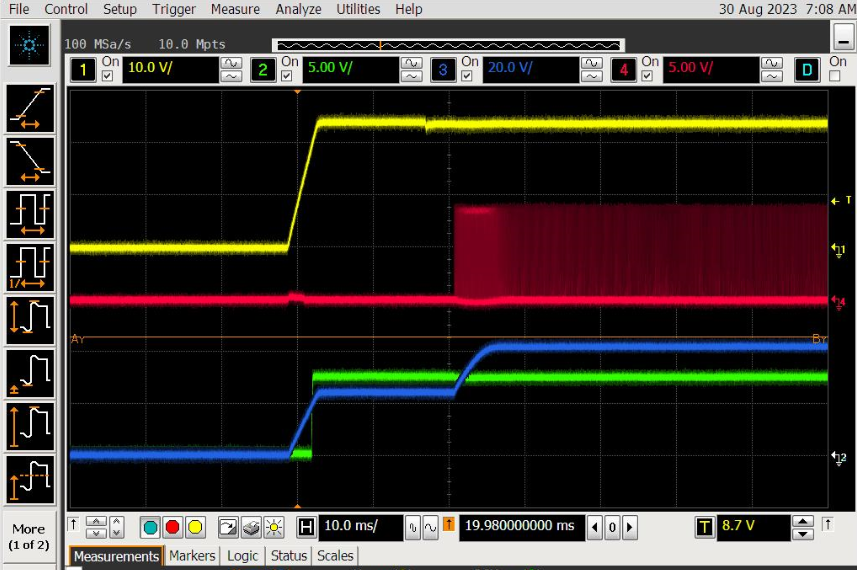 File Control Setup Trigger Measure Analyze Utilities Help 30 Aug 2023 7:08 AM
100 MSa/s 10.0 Mpts
1 On 10.0 V/ 2 On 5.00 V/ 3 On 20.0 V/ 4 On 5.00 V/ D On
T
1
4
Ay By
2
1/
More
(1 of 2)
H 10.0 ms/ 19.980000000 ms 0 T 8.7 V
Measurements Markers Logic Status Scales